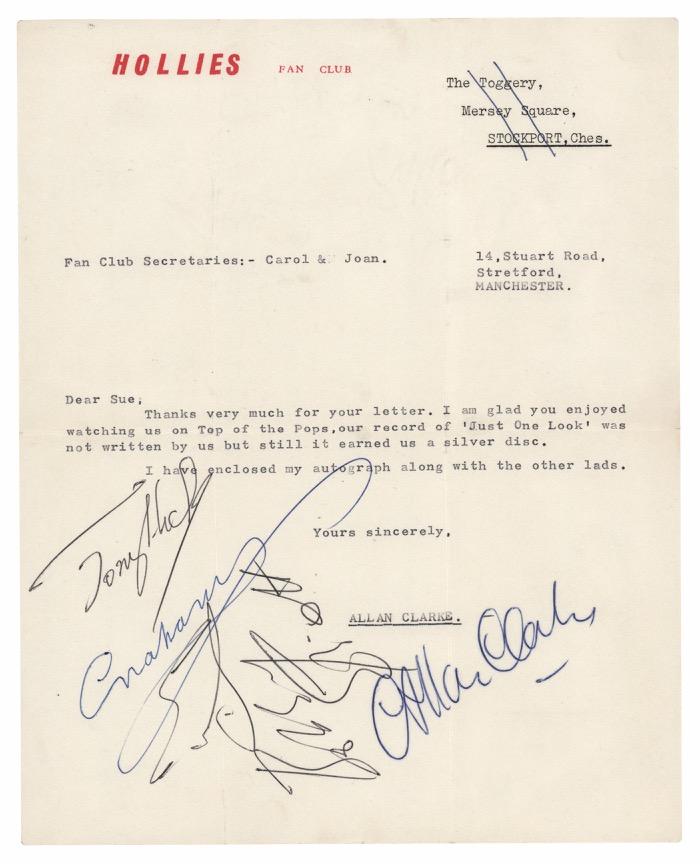 HOLLIES FAN CLUB
The Toggery,
Mersey Square,
STOCKPORT,Ches.
Fan Club Secretaries:- Carol & Joan.
14,Stuart Road,
Stretford,
MANCHESTER.
Dear Sue,
Thanks very much for your letter. I am glad you enjoyed
watching us on Top of the Pops,our record of 'Just One Look' was
not written by us but still it earned us a silver disc.
I have enclosed my autograph along with the other lads.
Yours sincerely,
ALLAN CLARKE.
Tony Hicks
Graham
Eric
Allan Clarke